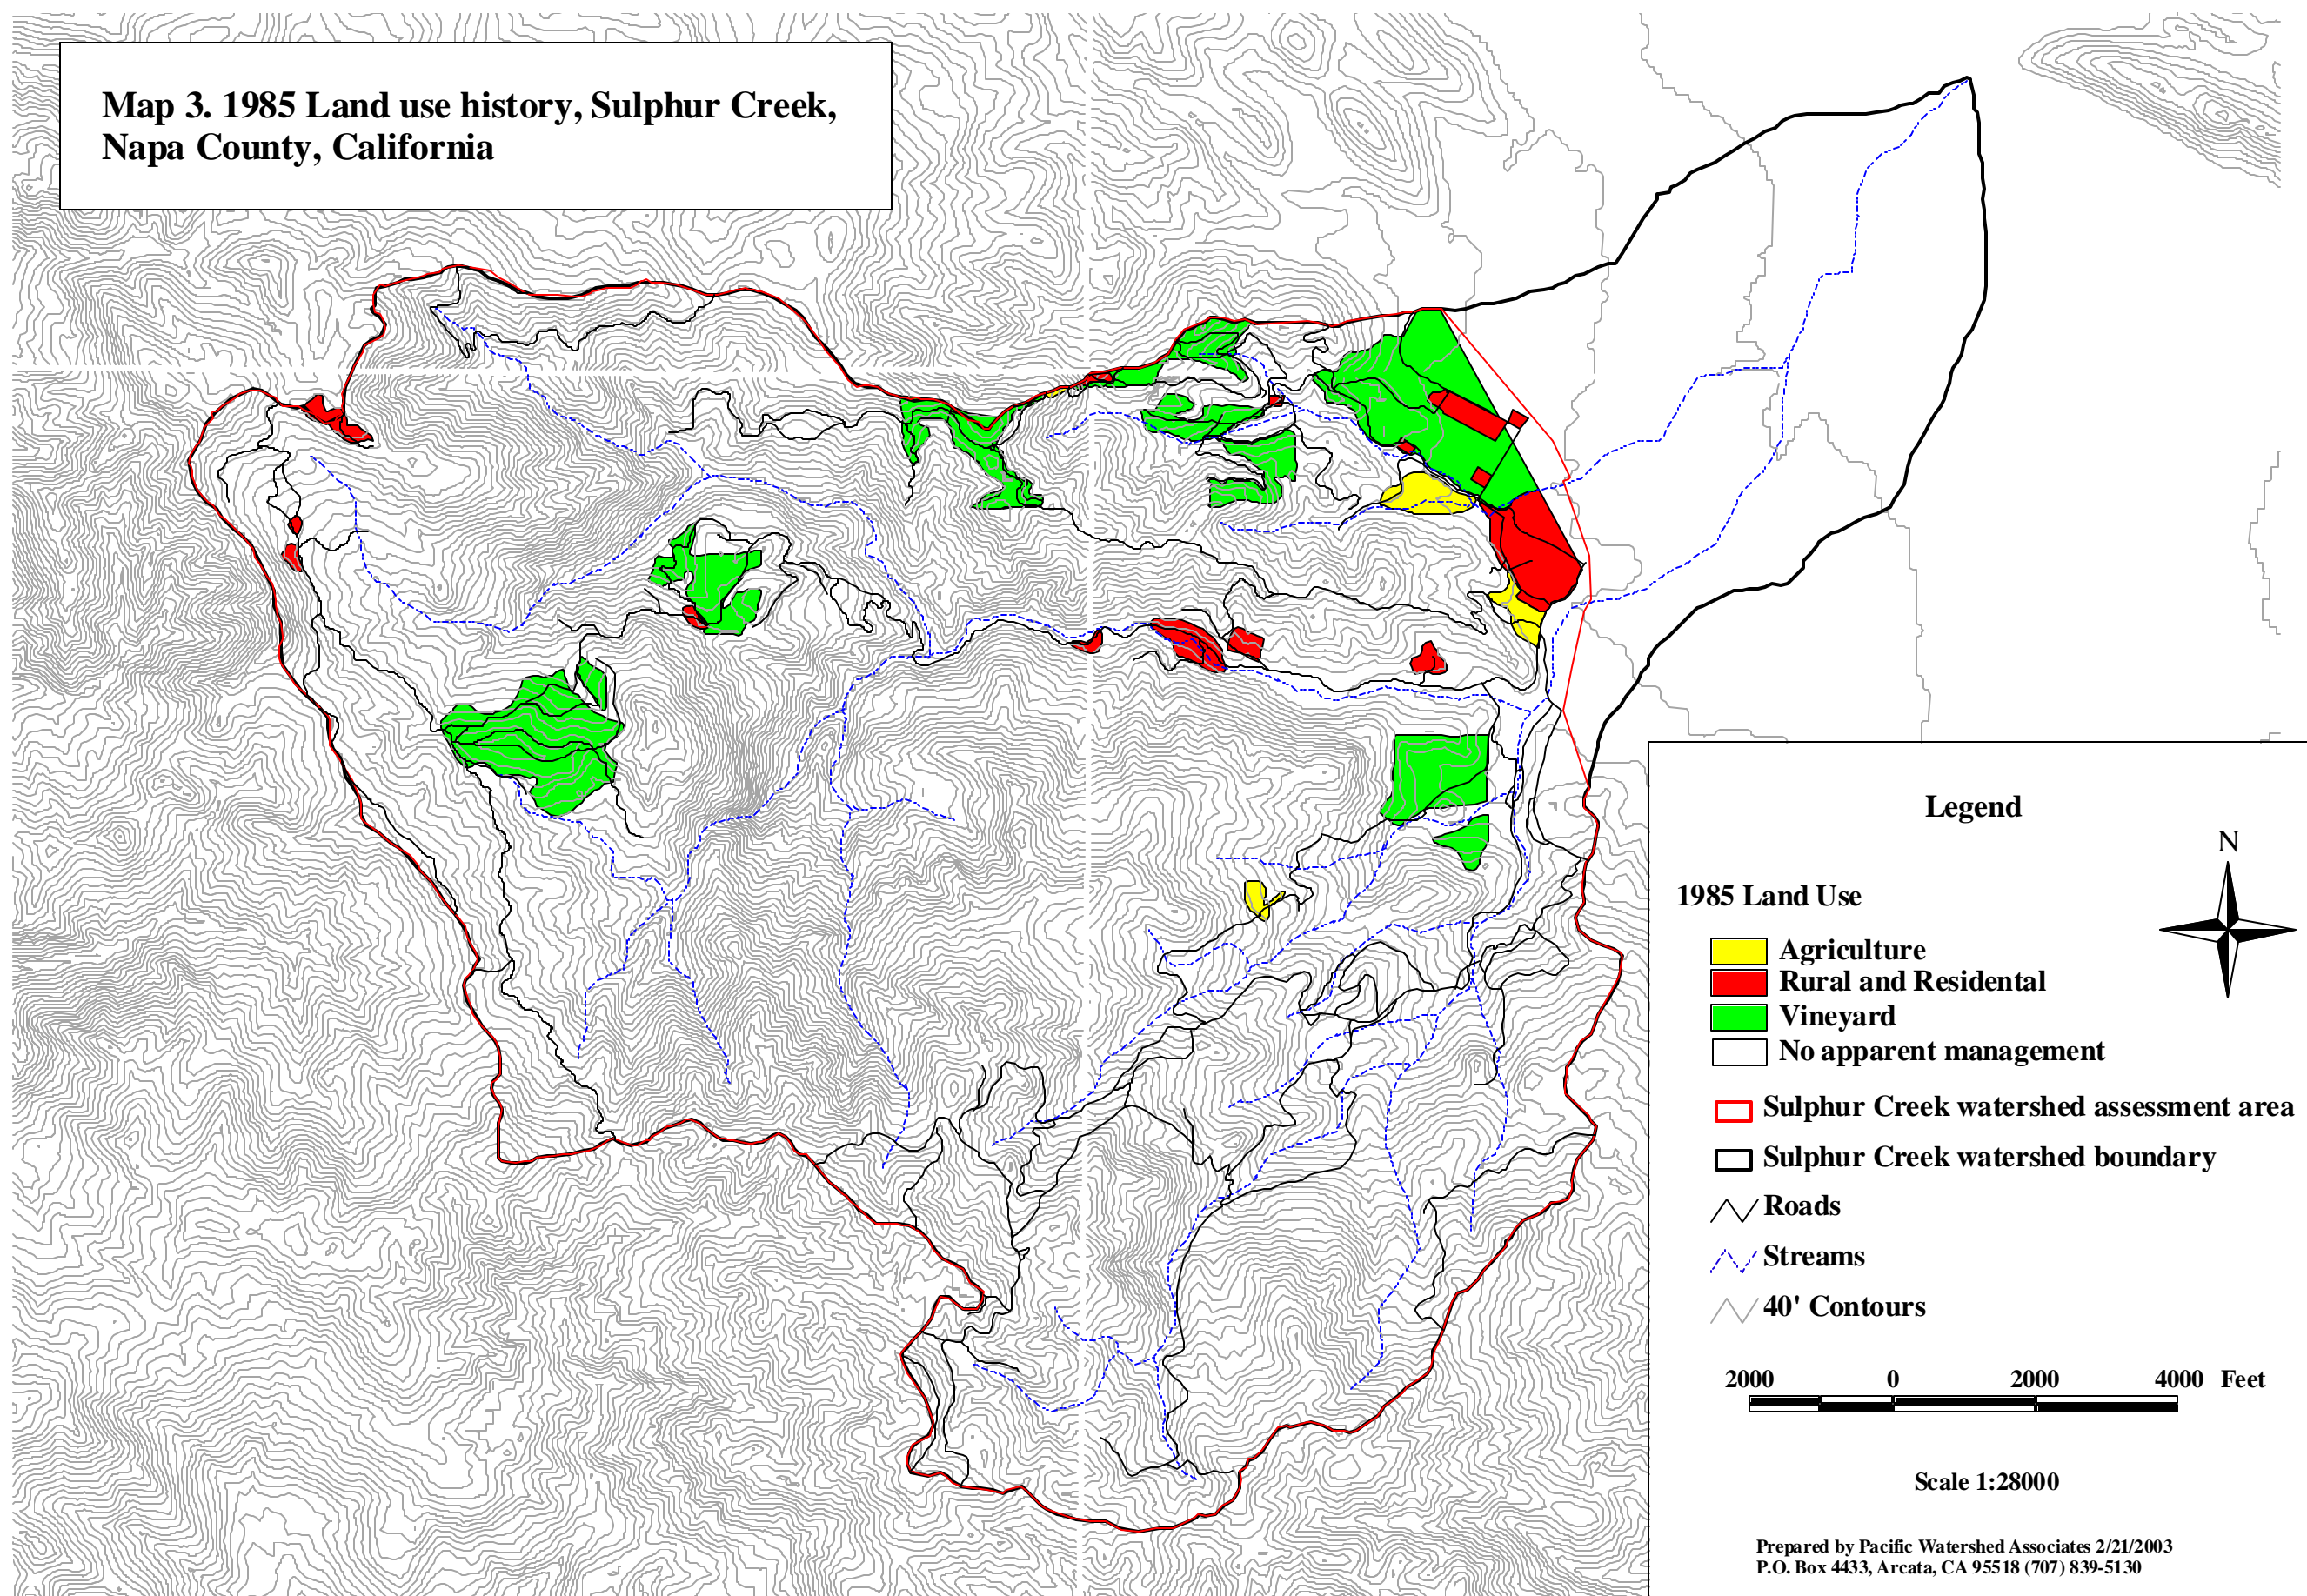 Map 3. 1985 Land use history, Sulphur Creek,
Napa County, California
Legend
N
1985 Land Use
Agriculture
Rural and Residental
Vineyard
No apparent management
Sulphur Creek watershed assessment area
Sulphur Creek watershed boundary
Roads
Streams
40' Contours
2000 0 2000 4000 Feet
Scale 1:28000
Prepared by Pacific Watershed Associates 2/21/2003
P.O. Box 4433, Arcata, CA 95518 (707) 839-5130